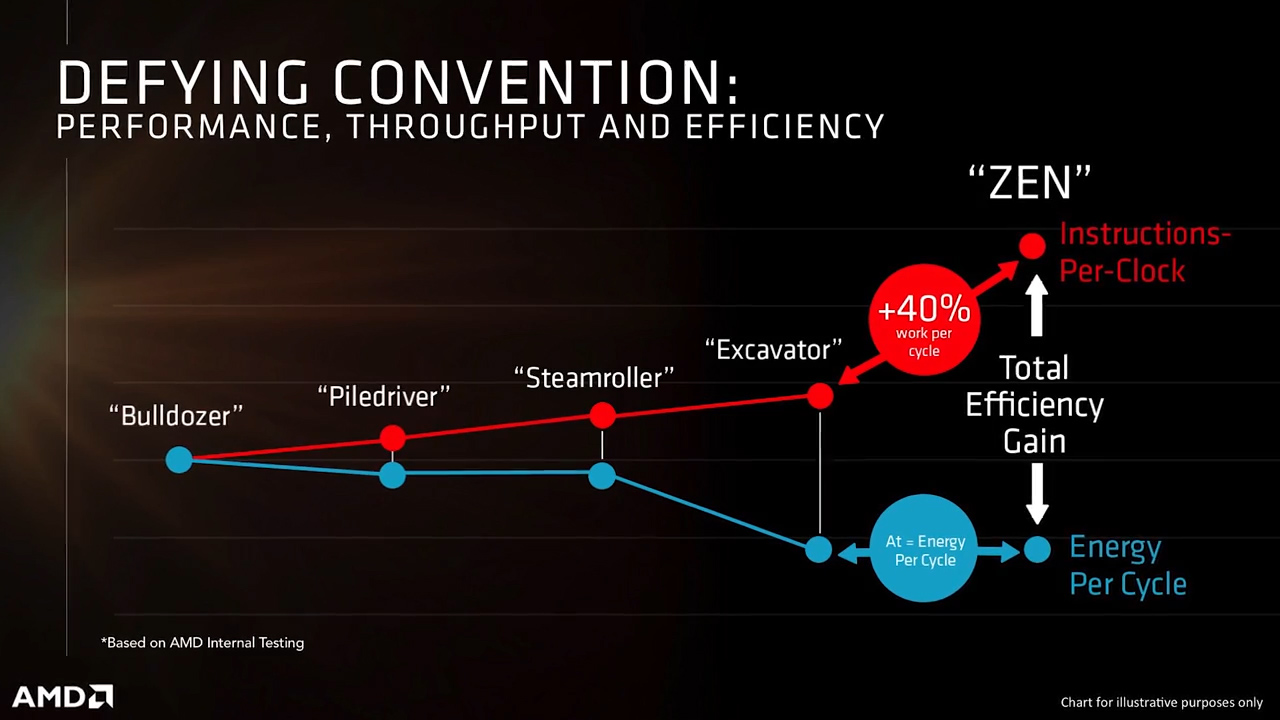 DEFYING CONVENTION:
PERFORMANCE, THROUGHPUT AND EFFICIENCY
“ZEN”
Instructions-
Per-Clock
+40%
work per
cycle
“Excavator”
“Steamroller”
“Piledriver”
“Bulldozer”
Total
Efficiency
Gain
At = Energy
Per Cycle
Energy
Per Cycle
*Based on AMD Internal Testing
AMD
Chart for illustrative purposes only